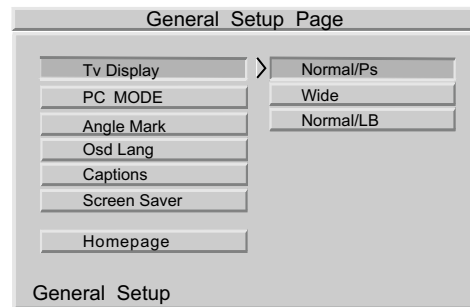 General Setup Page
Tv Display
Normal/Ps
PC MODE
Wide
Angle Mark
Normal/LB
Osd Lang
Captions
Screen Saver
Homepage
General Setup